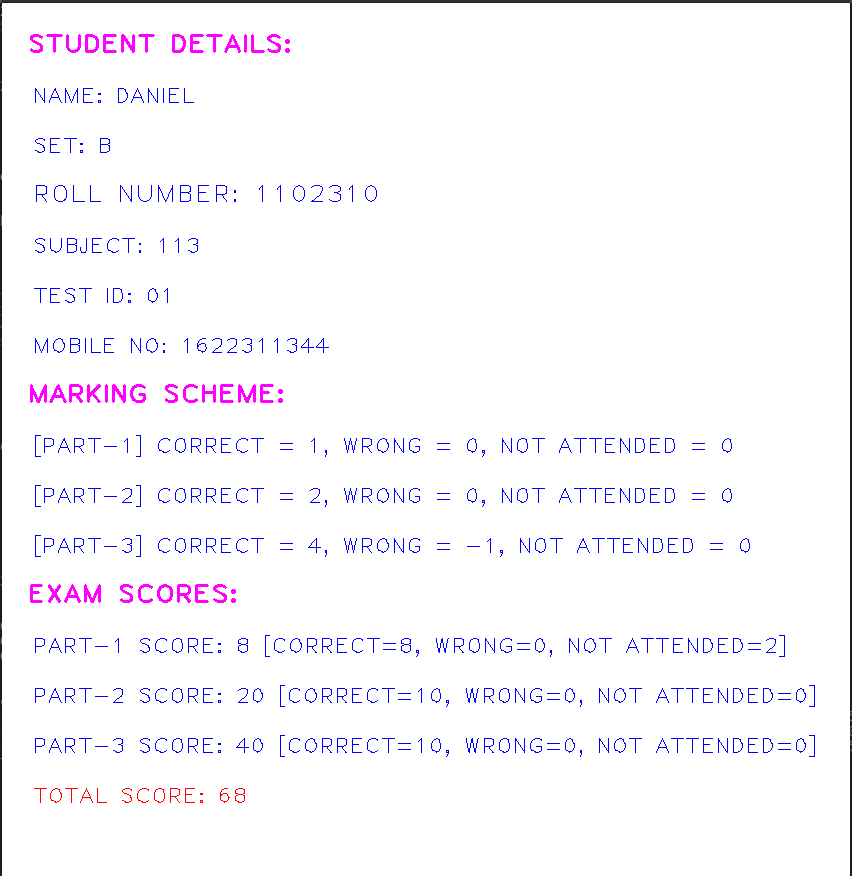 STUDENT DETAILS:
NAME: DANIEL
SET: B
ROLL NUMBER: 1102310
SUBJECT: 113
TEST ID: 01
MOBILE NO: 1622311344
MARKING SCHEME:
[PART-1] CORRECT = 1, WRONG = 0, NOT ATTENDED = 0
[PART-2] CORRECT = 2, WRONG = 0, NOT ATTENDED = 0
[PART-3] CORRECT = 4, WRONG = -1, NOT ATTENDED = 0
EXAM SCORES:
PART-1 SCORE: 8 [CORRECT=8, WRONG=0, NOT ATTENDED=2]
PART-2 SCORE: 20 [CORRECT=10, WRONG=0, NOT ATTENDED=0]
PART-3 SCORE: 40 [CORRECT=10, WRONG=0, NOT ATTENDED=0]
TOTAL SCORE: 68